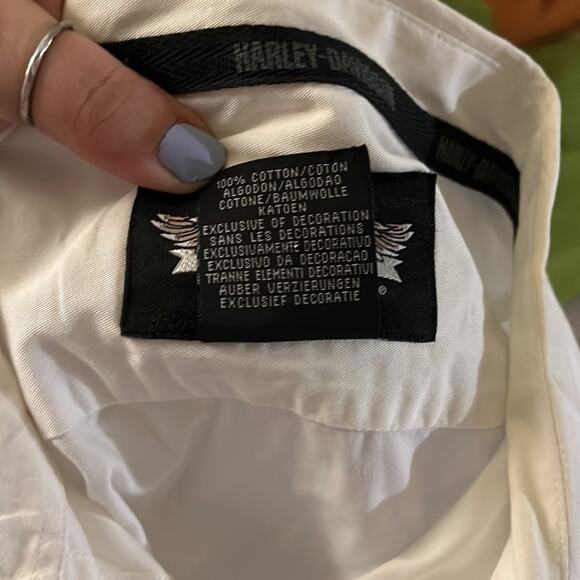 HARLEY-DAVIDSON
HARLEY-D
100% COTTON/COTON
ALGODON/ALGODAO
COTONE/BAUMWOLLE
KATOEN
EXCLUSIVE OF DECORATION
SANS LES DECORATIONS
EXCLUSIVAMENTE DECORATIVO
EXCLUSIVO DA DECORACAO
TRANNE ELEMENTI DECORATIVI
AUBER VERZIERUNGEN
EXCLUSIEF DECORATIE
®